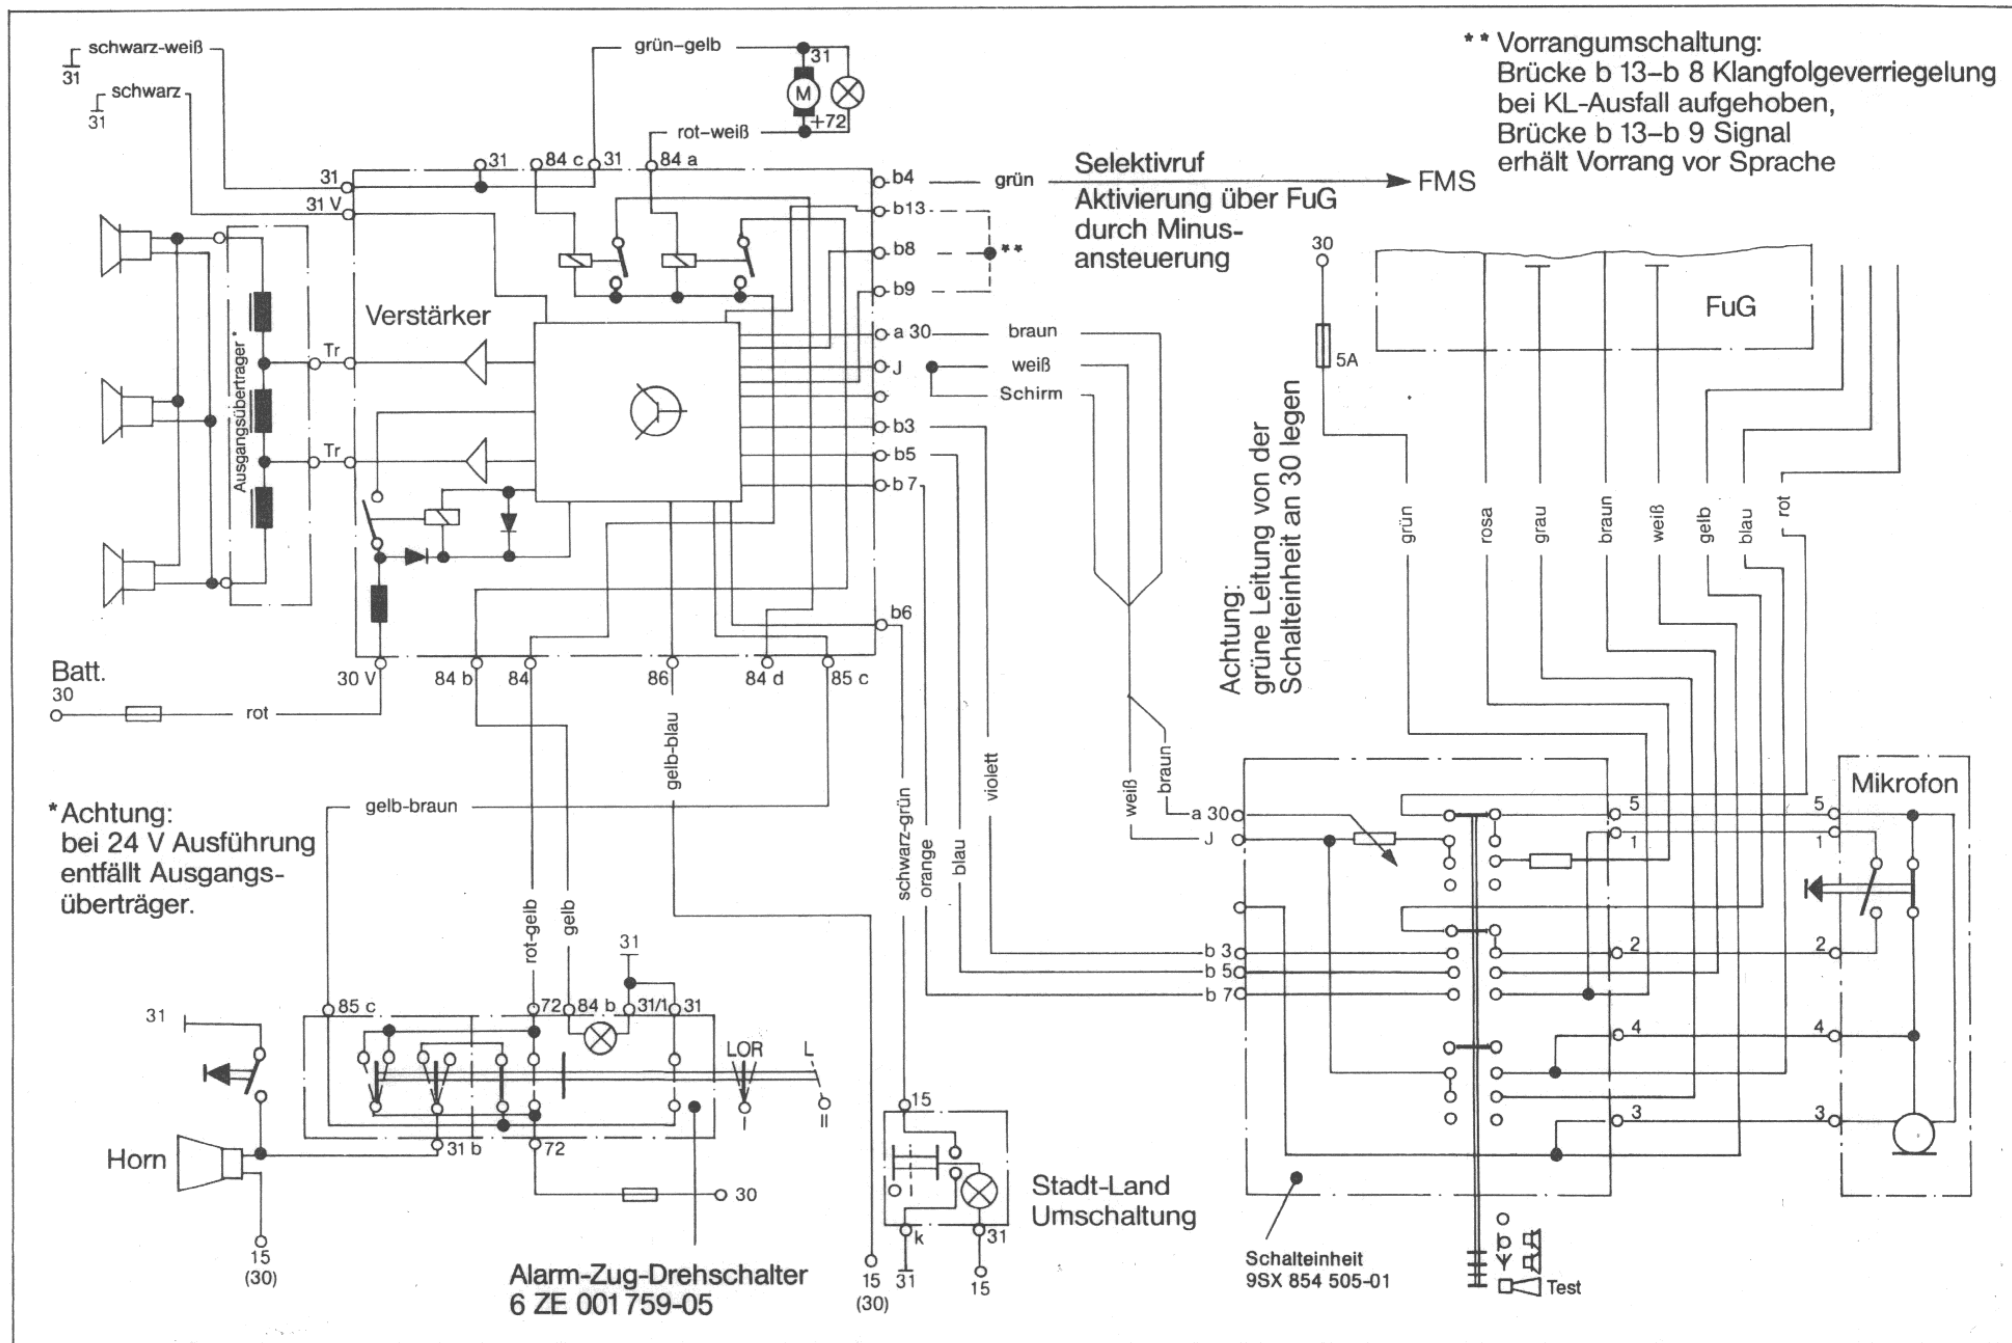 schwarz-weiß
31
schwarz
31
grün-gelb
31
M
+72
rot-weiß
** Vorrangumschaltung:
Brücke b 13-b 8 Klangfolgeverriegelung
bei KL-Ausfall aufgehoben,
Brücke b 13-b 9 Signal
erhält Vorrang vor Sprache
31
84 c
31
84 a
31
31 V
b4
grün
Selektivruf
FMS
Aktivierung über FuG
durch Minus-
ansteuerung
b13
b8
**
b9
30
5A
FuG
Verstärker
Ausgangsübertrager *
Tr
Tr
a 30
braun
J
weiß
Schirm
b3
b5
b 7
b6
Achtung:
grüne Leitung von der
Schalteinheit an 30 legen
grün
rosa
grau
braun
weiß
gelb
blau
rot
Batt.
30
rot
30 V
84 b
84
86
84 d
85 c
gelb-blau
gelb-braun
*Achtung:
bei 24 V Ausführung
entfällt Ausgangs-
überträger.
rot-gelb
gelb
schwarz-grün
orange
blau
violett
weiß
braun
a 30
J
b 3
b 5
b 7
5
1
2
4
3
5
1
2
4
3
Mikrofon
31
31
85 c
72
84 b
31/1
31
LOR
L
I
II
31 b
72
30
Horn
15
(30)
Alarm-Zug-Drehschalter
6 ZE 001 759-05
15
(30)
15
k
31
31
15
Stadt-Land
Umschaltung
Schalteinheit
9SX 854 505-01
Test